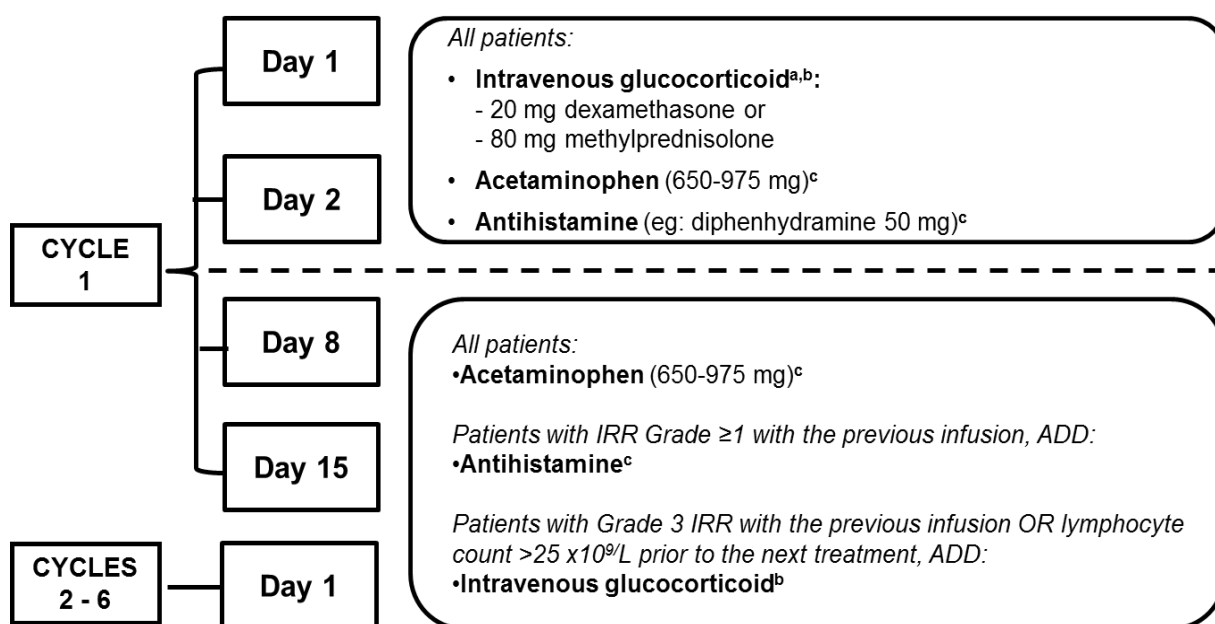 CYCLE
1
Day 1
Day 2
All patients:
• Intravenous glucocorticoidᵃ,ᵇ:
- 20 mg dexamethasone or
- 80 mg methylprednisolone
• Acetaminophen (650-975 mg)ᶜ
• Antihistamine (eg: diphenhydramine 50 mg)ᶜ
Day 8
Day 15
CYCLES
2 - 6
Day 1
All patients:
•Acetaminophen (650-975 mg)ᶜ
Patients with IRR Grade ≥1 with the previous infusion, ADD:
•Antihistamineᶜ
Patients with Grade 3 IRR with the previous infusion OR lymphocyte
count >25 x10⁹/L prior to the next treatment, ADD:
•Intravenous glucocorticoidᵇ